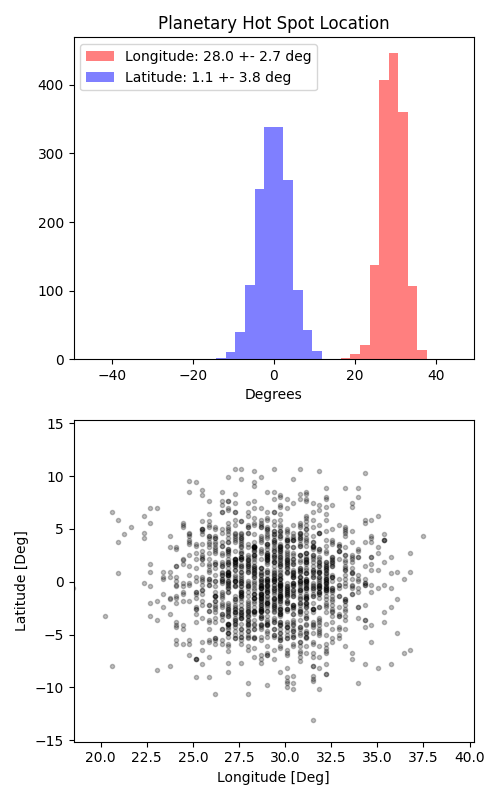 Planetary Hot Spot Location
Longitude: 28.0 +- 2.7 deg
Latitude: 1.1 +- 3.8 deg
400
300
200
100
0
−40 −20 0 20 40
Degrees
15
10
5
0
−5
−10
−15
Latitude [Deg]
20.0 22.5 25.0 27.5 30.0 32.5 35.0 37.5 40.0
Longitude [Deg]